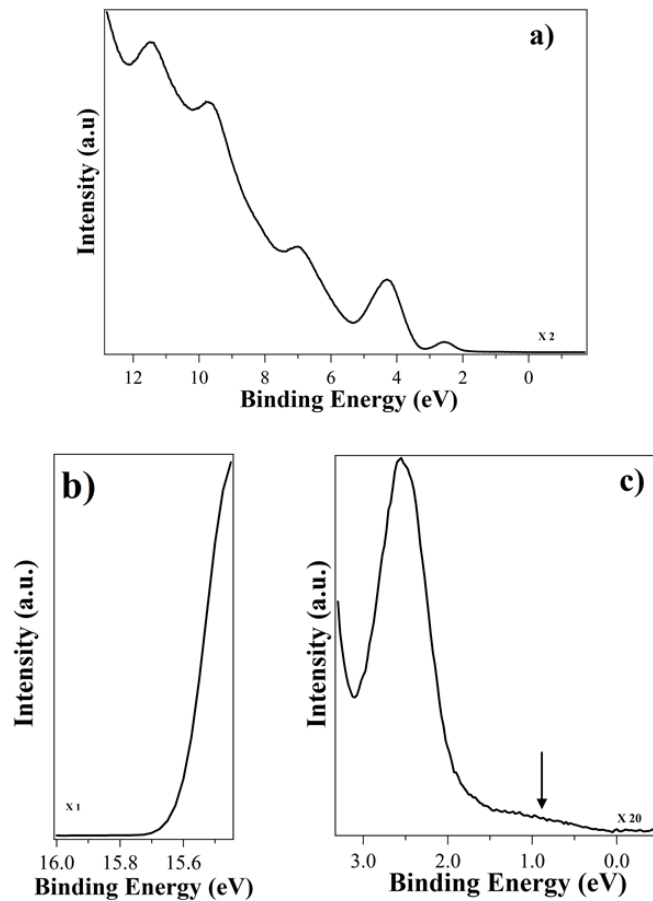 a)
Intensity (a.u)
X 2
12 10 8 6 4 2 0
Binding Energy (eV)
b)
Intensity (a.u.)
X 1
16.0 15.8 15.6
Binding Energy (eV)
c)
Intensity (a.u.)
X 20
3.0 2.0 1.0 0.0
Binding Energy (eV)